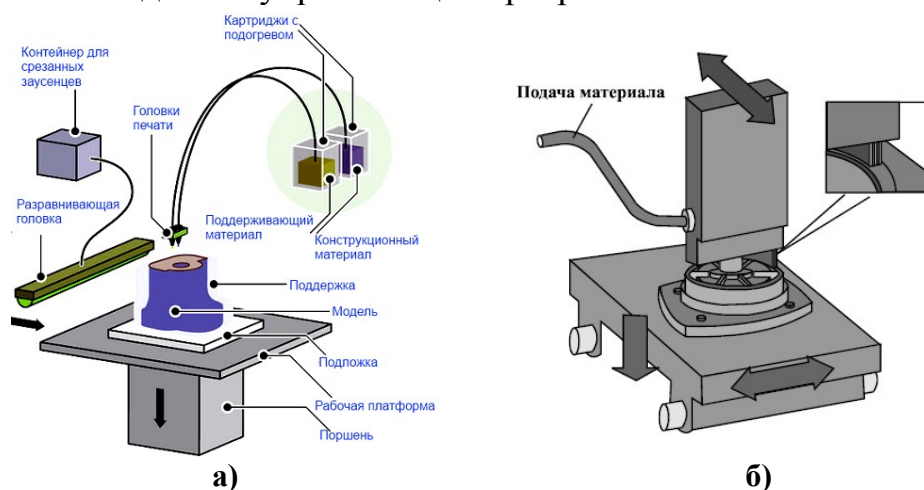 Картриджи с
подогревом
Контейнер для
срезанных
заусенцев
Головки
печати
Подача материала
Разравнивающая
головка
Поддерживающий
материал
Конструкционный
материал
Поддержка
Модель
Подложка
Рабочая платформа
Поршень
а)
б)